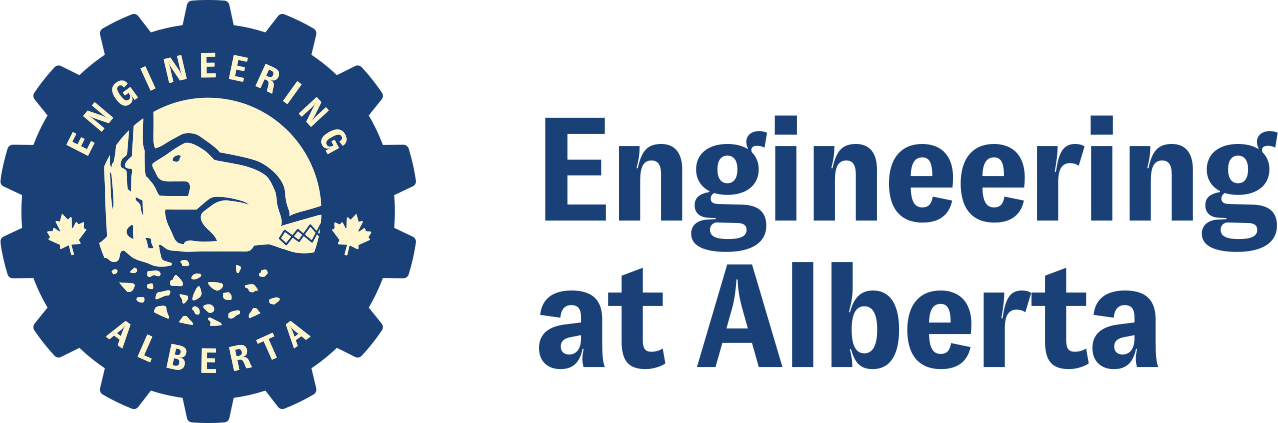 ENGINEERING
ALBERTA
Engineering
at Alberta